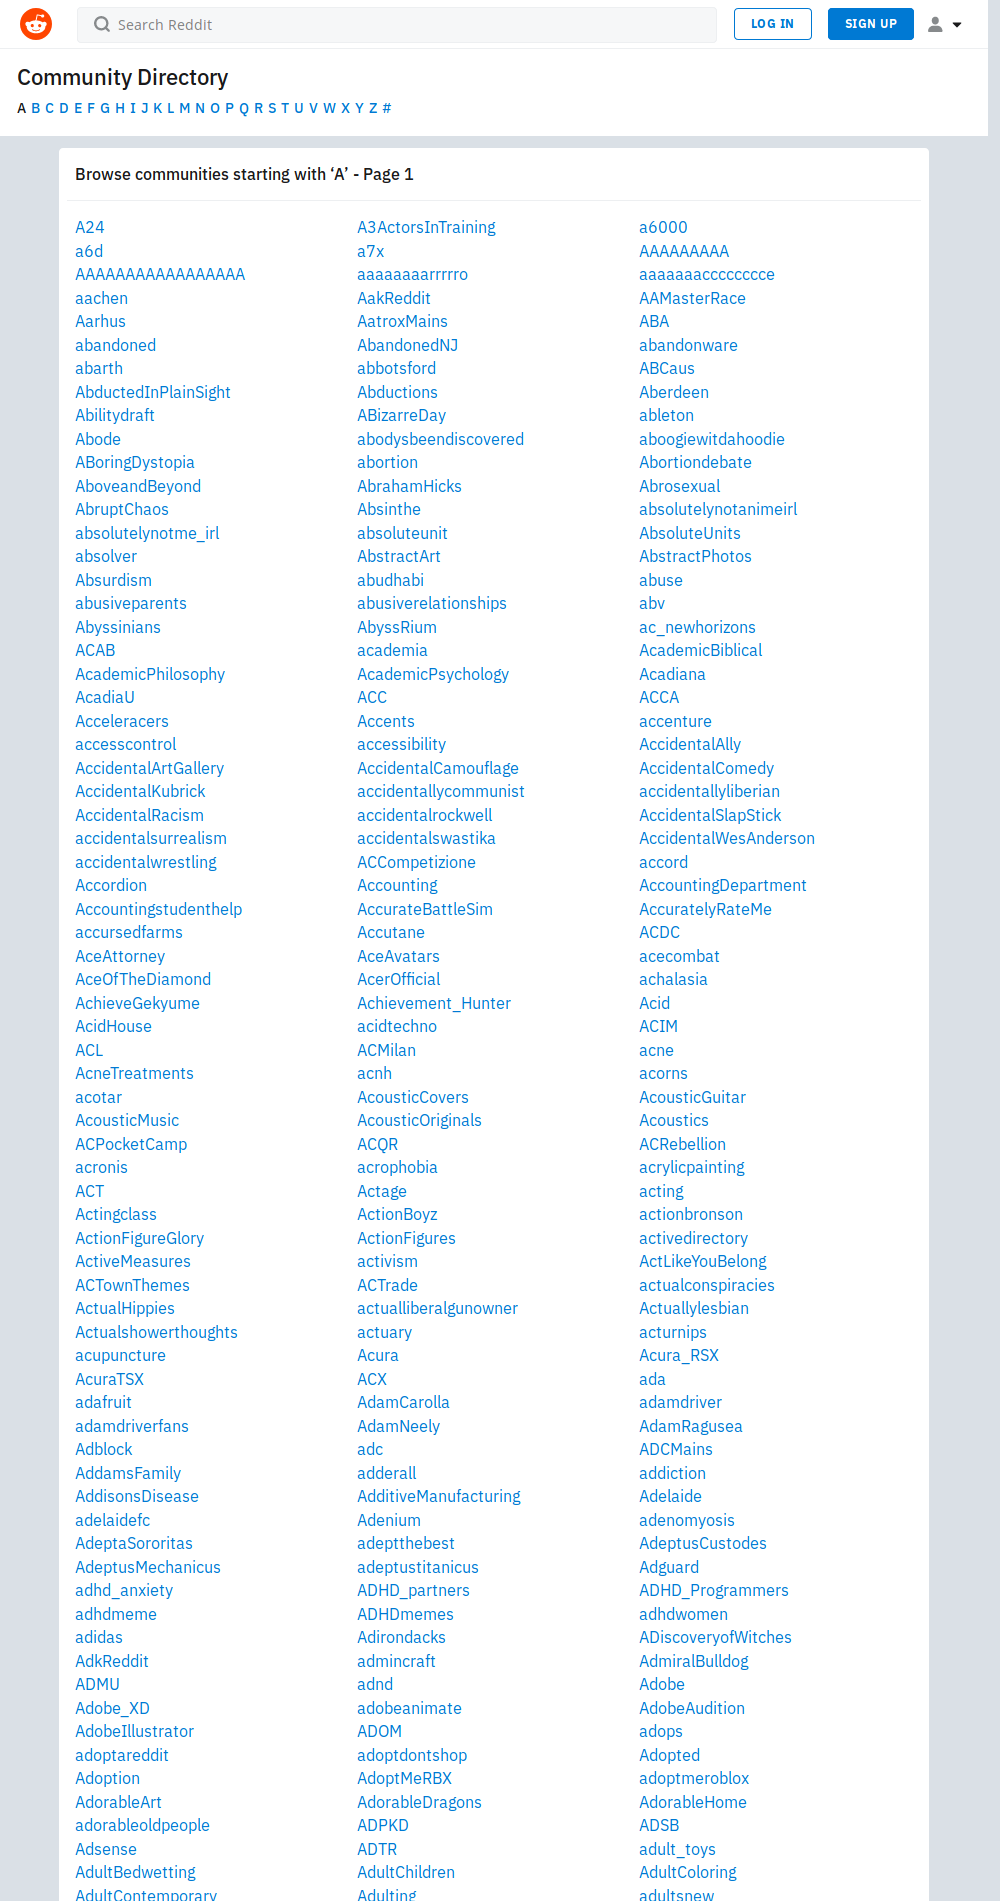 Search Reddit LOG IN SIGN UP
Community Directory
A B C D E F G H I J K L M N O P Q R S T U V W X Y Z #
Browse communities starting with ‘A’ - Page 1
A24 A3ActorsInTraining a6000
a6d a7x AAAAAAAAA
AAAAAAAAAAAAAAAAA aaaaaaaarrrrro aaaaaaacccccccce
aachen AakReddit AAMasterRace
Aarhus AatroxMains ABA
abandoned AbandonedNJ abandonware
abarth abbotsford ABCaus
AbductedInPlainSight Abductions Aberdeen
Abilitydraft ABizarreDay ableton
Abode abodysbeendiscovered aboogiewitdahoodie
ABoringDystopia abortion Abortiondebate
AboveandBeyond AbrahamHicks Abrosexual
AbruptChaos Absinthe absolutelynotanimeirl
absolutelynotme_irl absoluteunit AbsoluteUnits
absolver AbstractArt AbstractPhotos
Absurdism abudhabi abuse
abusiveparents abusiverelationships abv
Abyssinians AbyssRium ac_newhorizons
ACAB academia AcademicBiblical
AcademicPhilosophy AcademicPsychology Acadiana
AcadiaU ACC ACCA
Acceleracers Accents accenture
accesscontrol accessibility AccidentalAlly
AccidentalArtGallery AccidentalCamouflage AccidentalComedy
AccidentalKubrick accidentallycommunist accidentallyliberian
AccidentalRacism accidentalrockwell AccidentalSlapStick
accidentalsurrealism accidentalswastika AccidentalWesAnderson
accidentalwrestling ACCompetizione accord
Accordion Accounting AccountingDepartment
Accountingstudenthelp AccurateBattleSim AccuratelyRateMe
accursedfarms Accutane ACDC
AceAttorney AceAvatars acecombat
AceOfTheDiamond AcerOfficial achalasia
AchieveGekyume Achievement_Hunter Acid
AcidHouse acidtechno ACIM
ACL ACMilan acne
AcneTreatments acnh acorns
acotar AcousticCovers AcousticGuitar
AcousticMusic AcousticOriginals Acoustics
ACPocketCamp ACQR ACRebellion
acronis acrophobia acrylicpainting
ACT Actage acting
Actingclass ActionBoyz actionbronson
ActionFigureGlory ActionFigures activedirectory
ActiveMeasures activism ActLikeYouBelong
ACTownThemes ACTrade actualconspiracies
ActualHippies actualliberalgunowner Actuallylesbian
Actualshowerthoughts actuary acturnips
acupuncture Acura Acura_RSX
AcuraTSX ACX ada
adafruit AdamCarolla adamdriver
adamdriverfans AdamNeely AdamRagusea
Adblock adc ADCMains
AddamsFamily adderall addiction
AddisonsDisease AdditiveManufacturing Adelaide
adelaidefc Adenium adenomyosis
AdeptaSororitas adeptthebest AdeptusCustodes
AdeptusMechanicus adeptustitanicus Adguard
adhd_anxiety ADHD_partners ADHD_Programmers
adhdmeme ADHDmemes adhdwomen
adidas Adirondacks ADiscoveryofWitches
AdkReddit admincraft AdmiralBulldog
ADMU adnd Adobe
Adobe_XD adobeanimate AdobeAudition
AdobeIllustrator ADOM adops
adoptareddit adoptdontshop Adopted
Adoption AdoptMeRBX adoptmeroblox
AdorableArt AdorableDragons AdorableHome
adorableoldpeople ADPKD ADSB
Adsense ADTR adult_toys
AdultBedwetting AdultChildren AdultColoring
AdultContemporary Adulting adultsnew